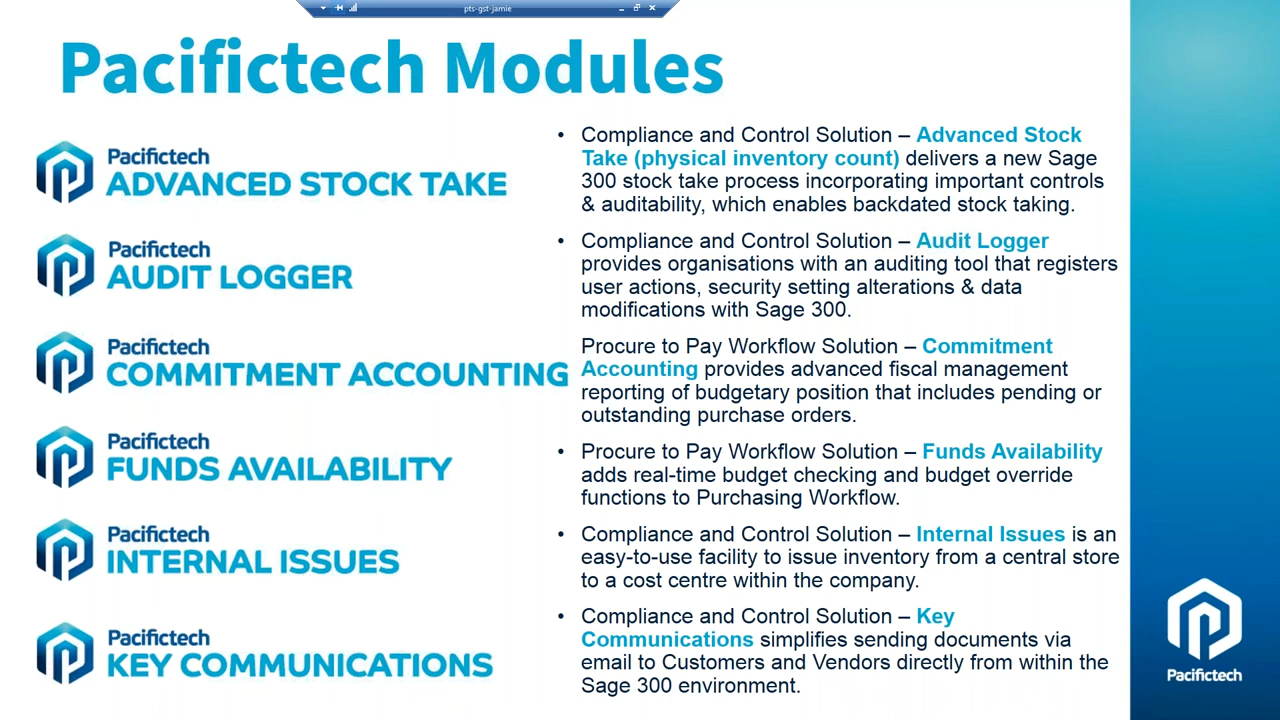 pts-gst-jamie
Pacifictech Modules
Pacifictech
ADVANCED STOCK TAKE
• Compliance and Control Solution – Advanced Stock
Take (physical inventory count) delivers a new Sage
300 stock take process incorporating important controls
& auditability, which enables backdated stock taking.
Pacifictech
AUDIT LOGGER
• Compliance and Control Solution – Audit Logger
provides organisations with an auditing tool that registers
user actions, security setting alterations & data
modifications with Sage 300.
Pacifictech
COMMITMENT ACCOUNTING
Procure to Pay Workflow Solution – Commitment
Accounting provides advanced fiscal management
reporting of budgetary position that includes pending or
outstanding purchase orders.
Pacifictech
FUNDS AVAILABILITY
• Procure to Pay Workflow Solution – Funds Availability
adds real-time budget checking and budget override
functions to Purchasing Workflow.
Pacifictech
INTERNAL ISSUES
• Compliance and Control Solution – Internal Issues is an
easy-to-use facility to issue inventory from a central store
to a cost centre within the company.
Pacifictech
KEY COMMUNICATIONS
• Compliance and Control Solution – Key
Communications simplifies sending documents via
email to Customers and Vendors directly from within the
Sage 300 environment.
Pacifictech